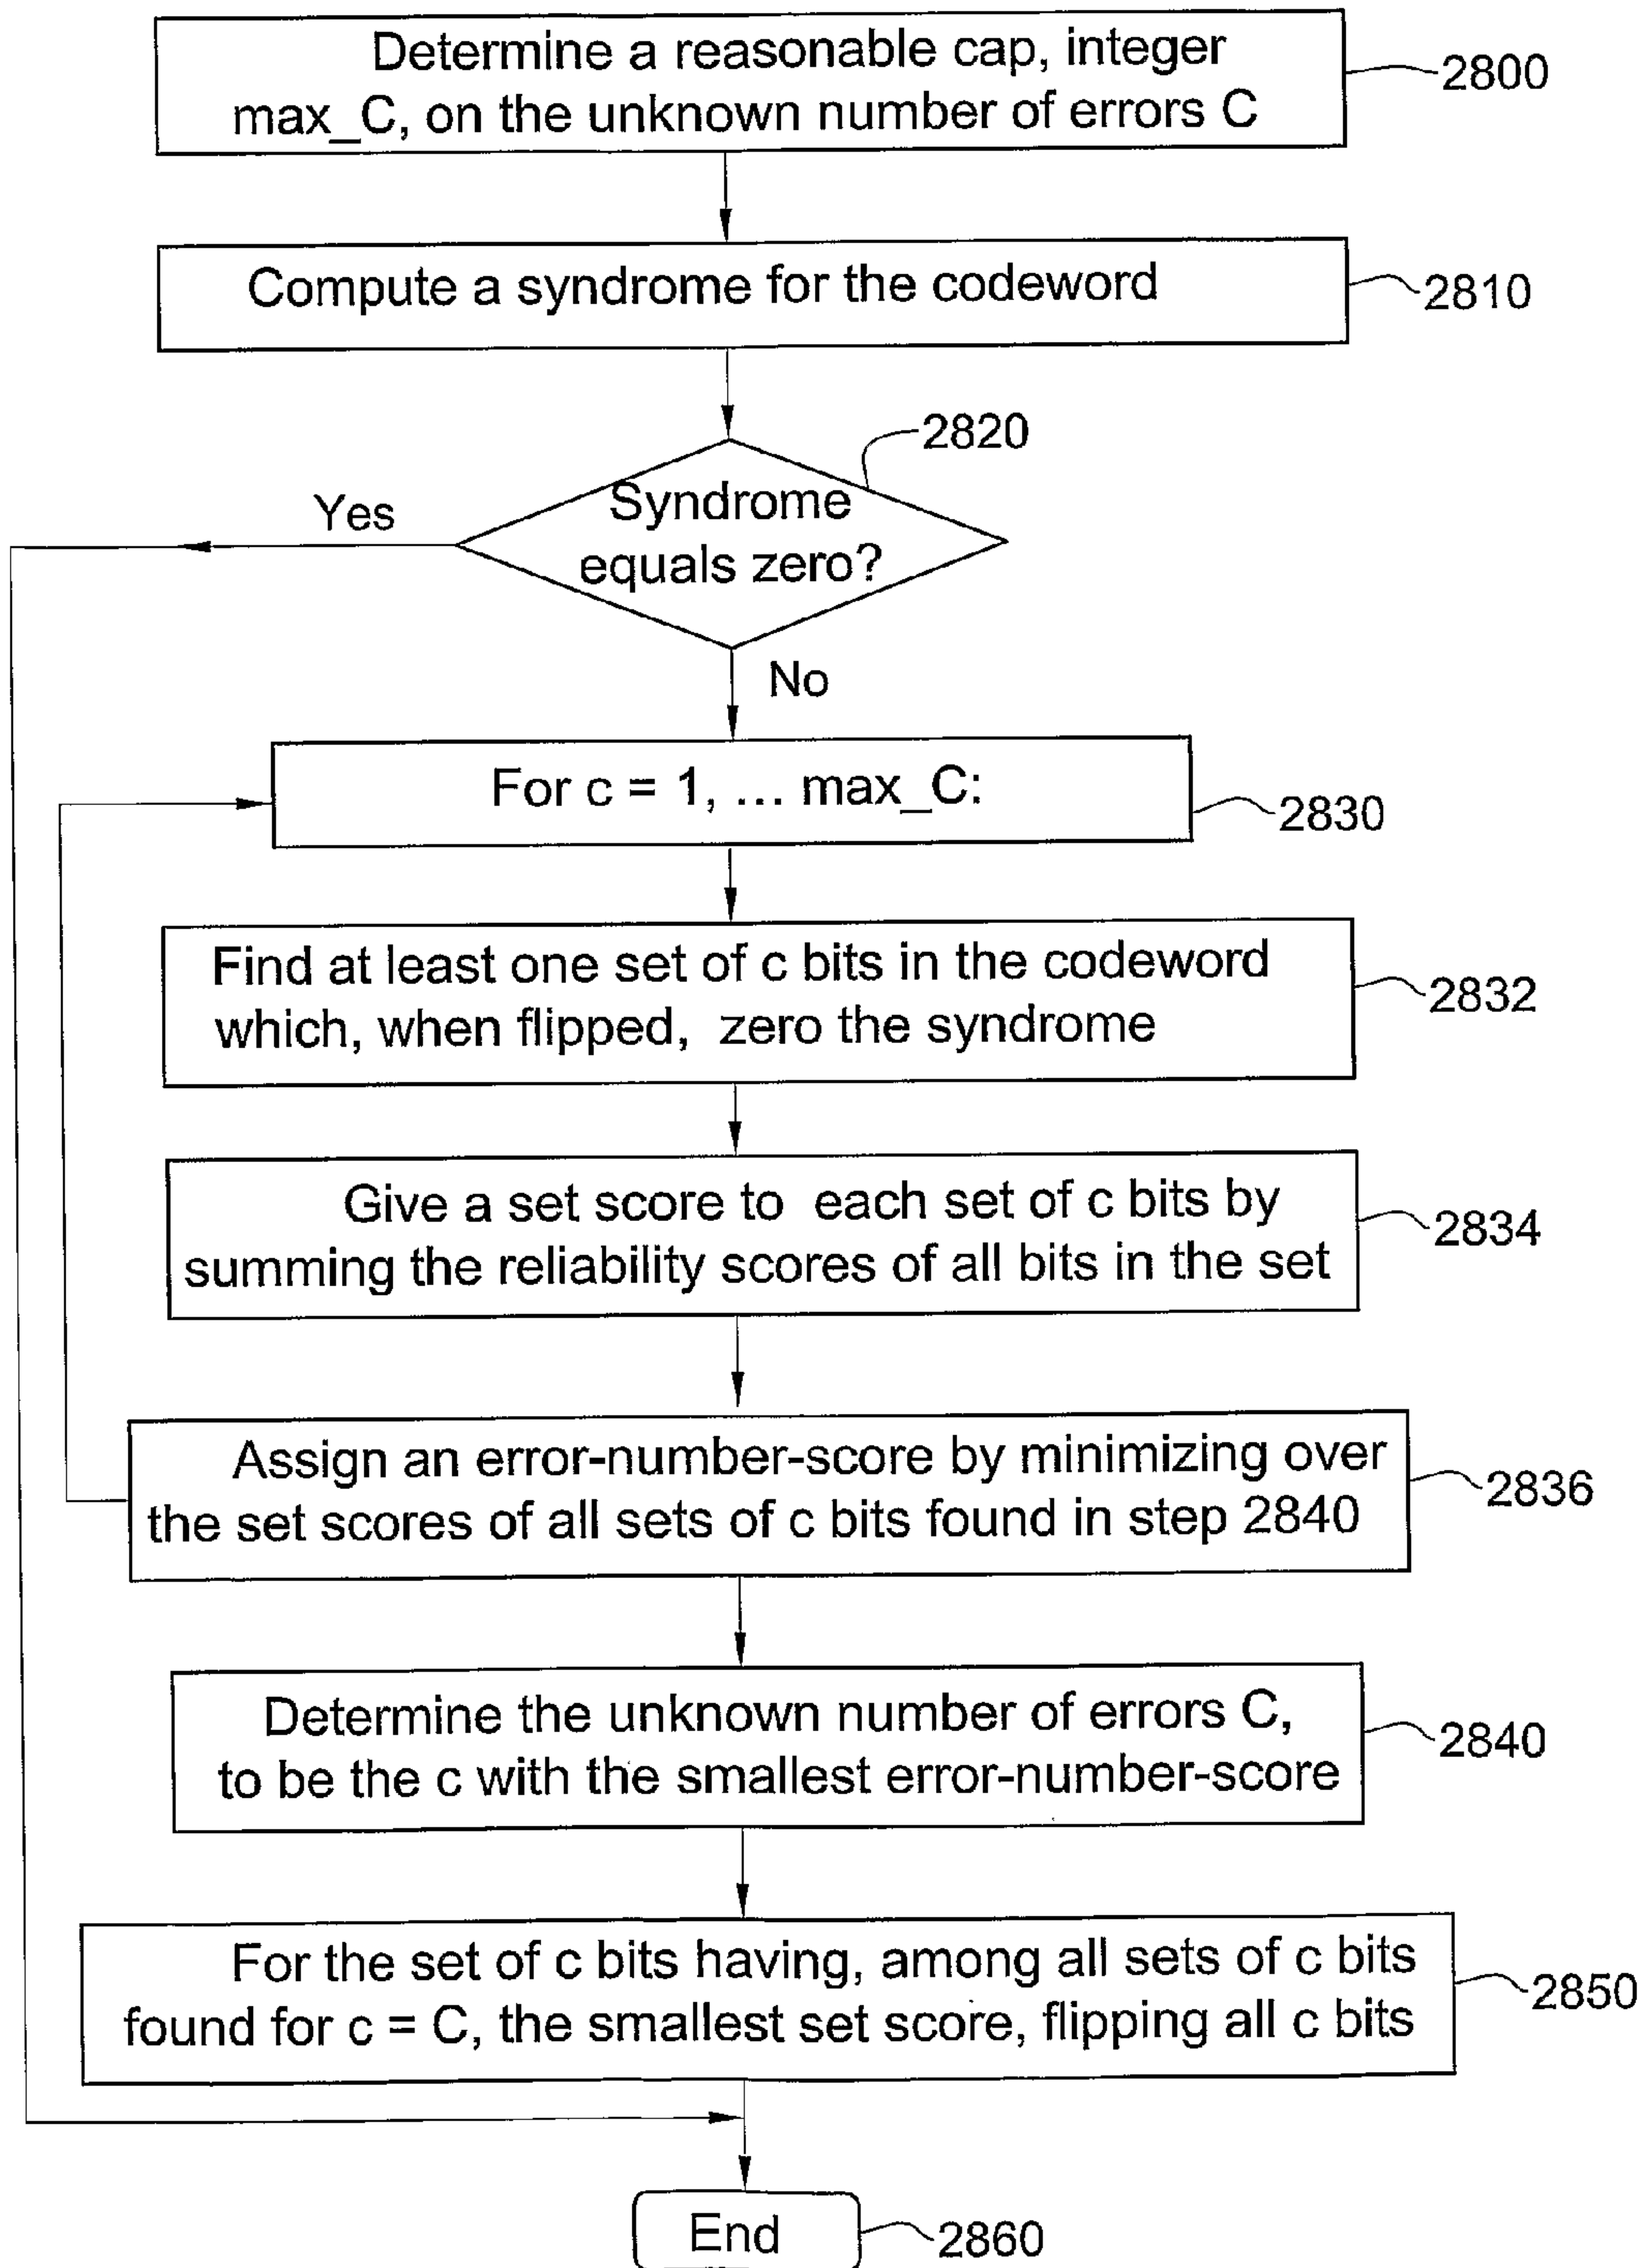 Determine a reasonable cap, integer
max_C, on the unknown number of errors C
2800
Compute a syndrome for the codeword
2810
2820
Syndrome
equals zero?
Yes
No
For c = 1, ... max_C:
2830
Find at least one set of c bits in the codeword
which, when flipped, zero the syndrome
2832
Give a set score to each set of c bits by
summing the reliability scores of all bits in the set
2834
Assign an error-number-score by minimizing over
the set scores of all sets of c bits found in step 2840
2836
Determine the unknown number of errors C,
to be the c with the smallest error-number-score
2840
For the set of c bits having, among all sets of c bits
found for c = C, the smallest set score, flipping all c bits
2850
End
2860